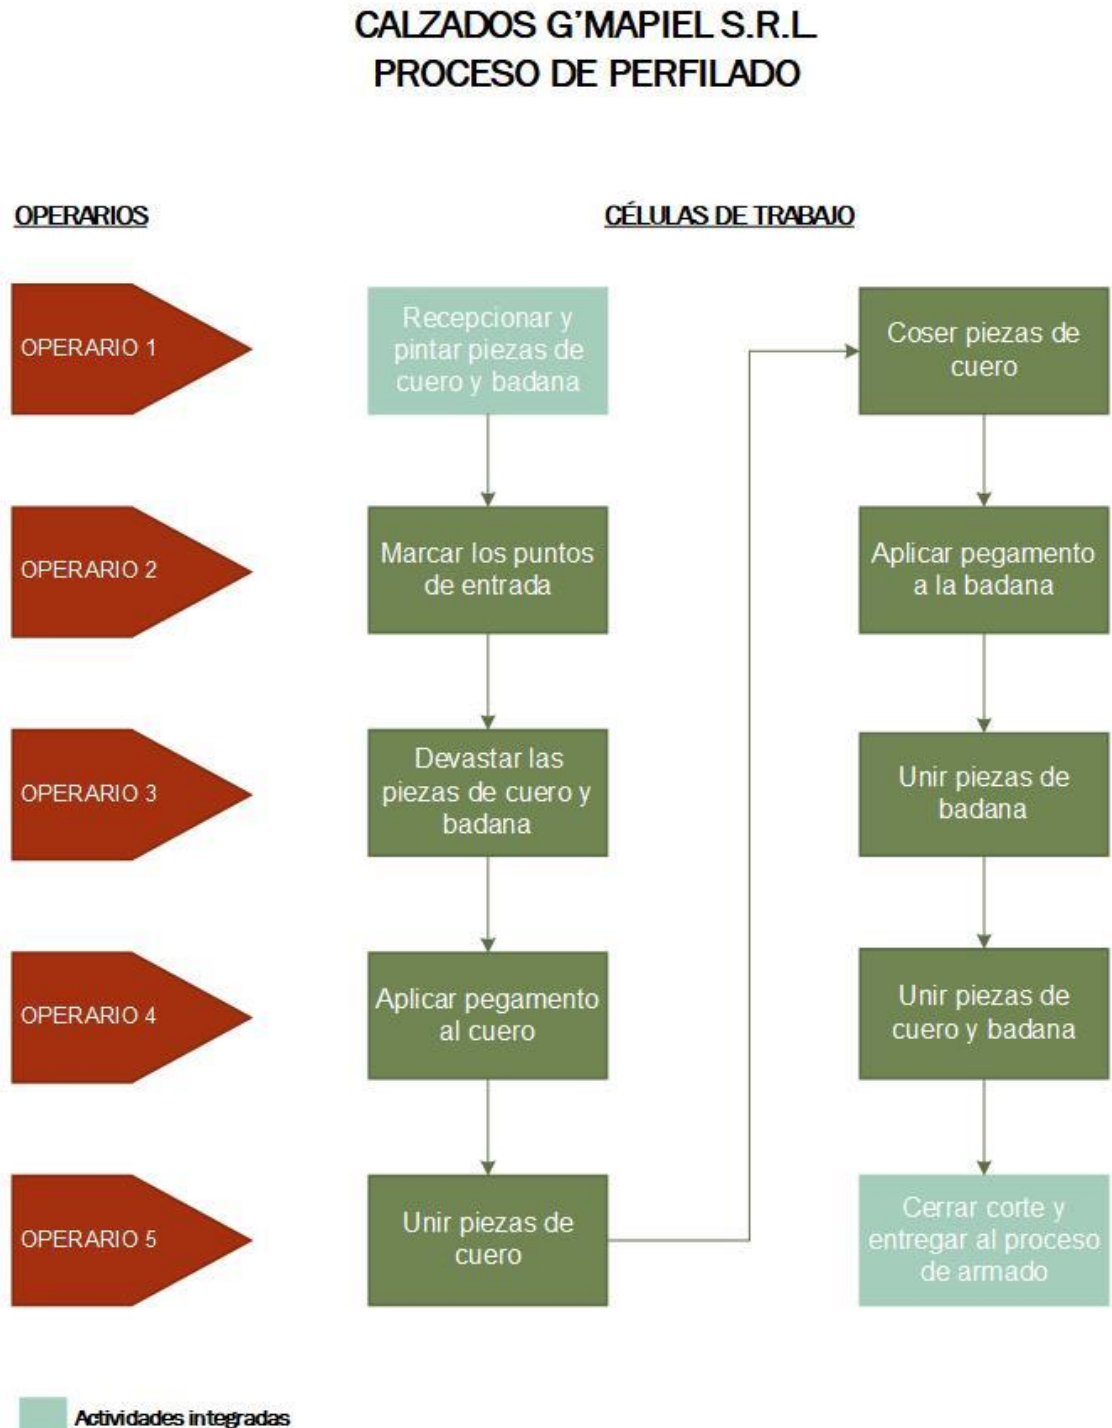 CALZADOS G'MAPIEL S.R.L
PROCESO DE PERFILADO
OPERARIOS
CÉLULAS DE TRABAJO
OPERARIO 1
Recepcionar y
pintar piezas de
cuero y badana
Coser piezas de
cuero
OPERARIO 2
Marcar los puntos
de entrada
Aplicar pegamento
a la badana
OPERARIO 3
Devastar las
piezas de cuero y
badana
Unir piezas de
badana
OPERARIO 4
Aplicar pegamento
al cuero
Unir piezas de
cuero y badana
OPERARIO 5
Unir piezas de
cuero
Cerrar corte y
entregar al proceso
de armado
Actividades integradas